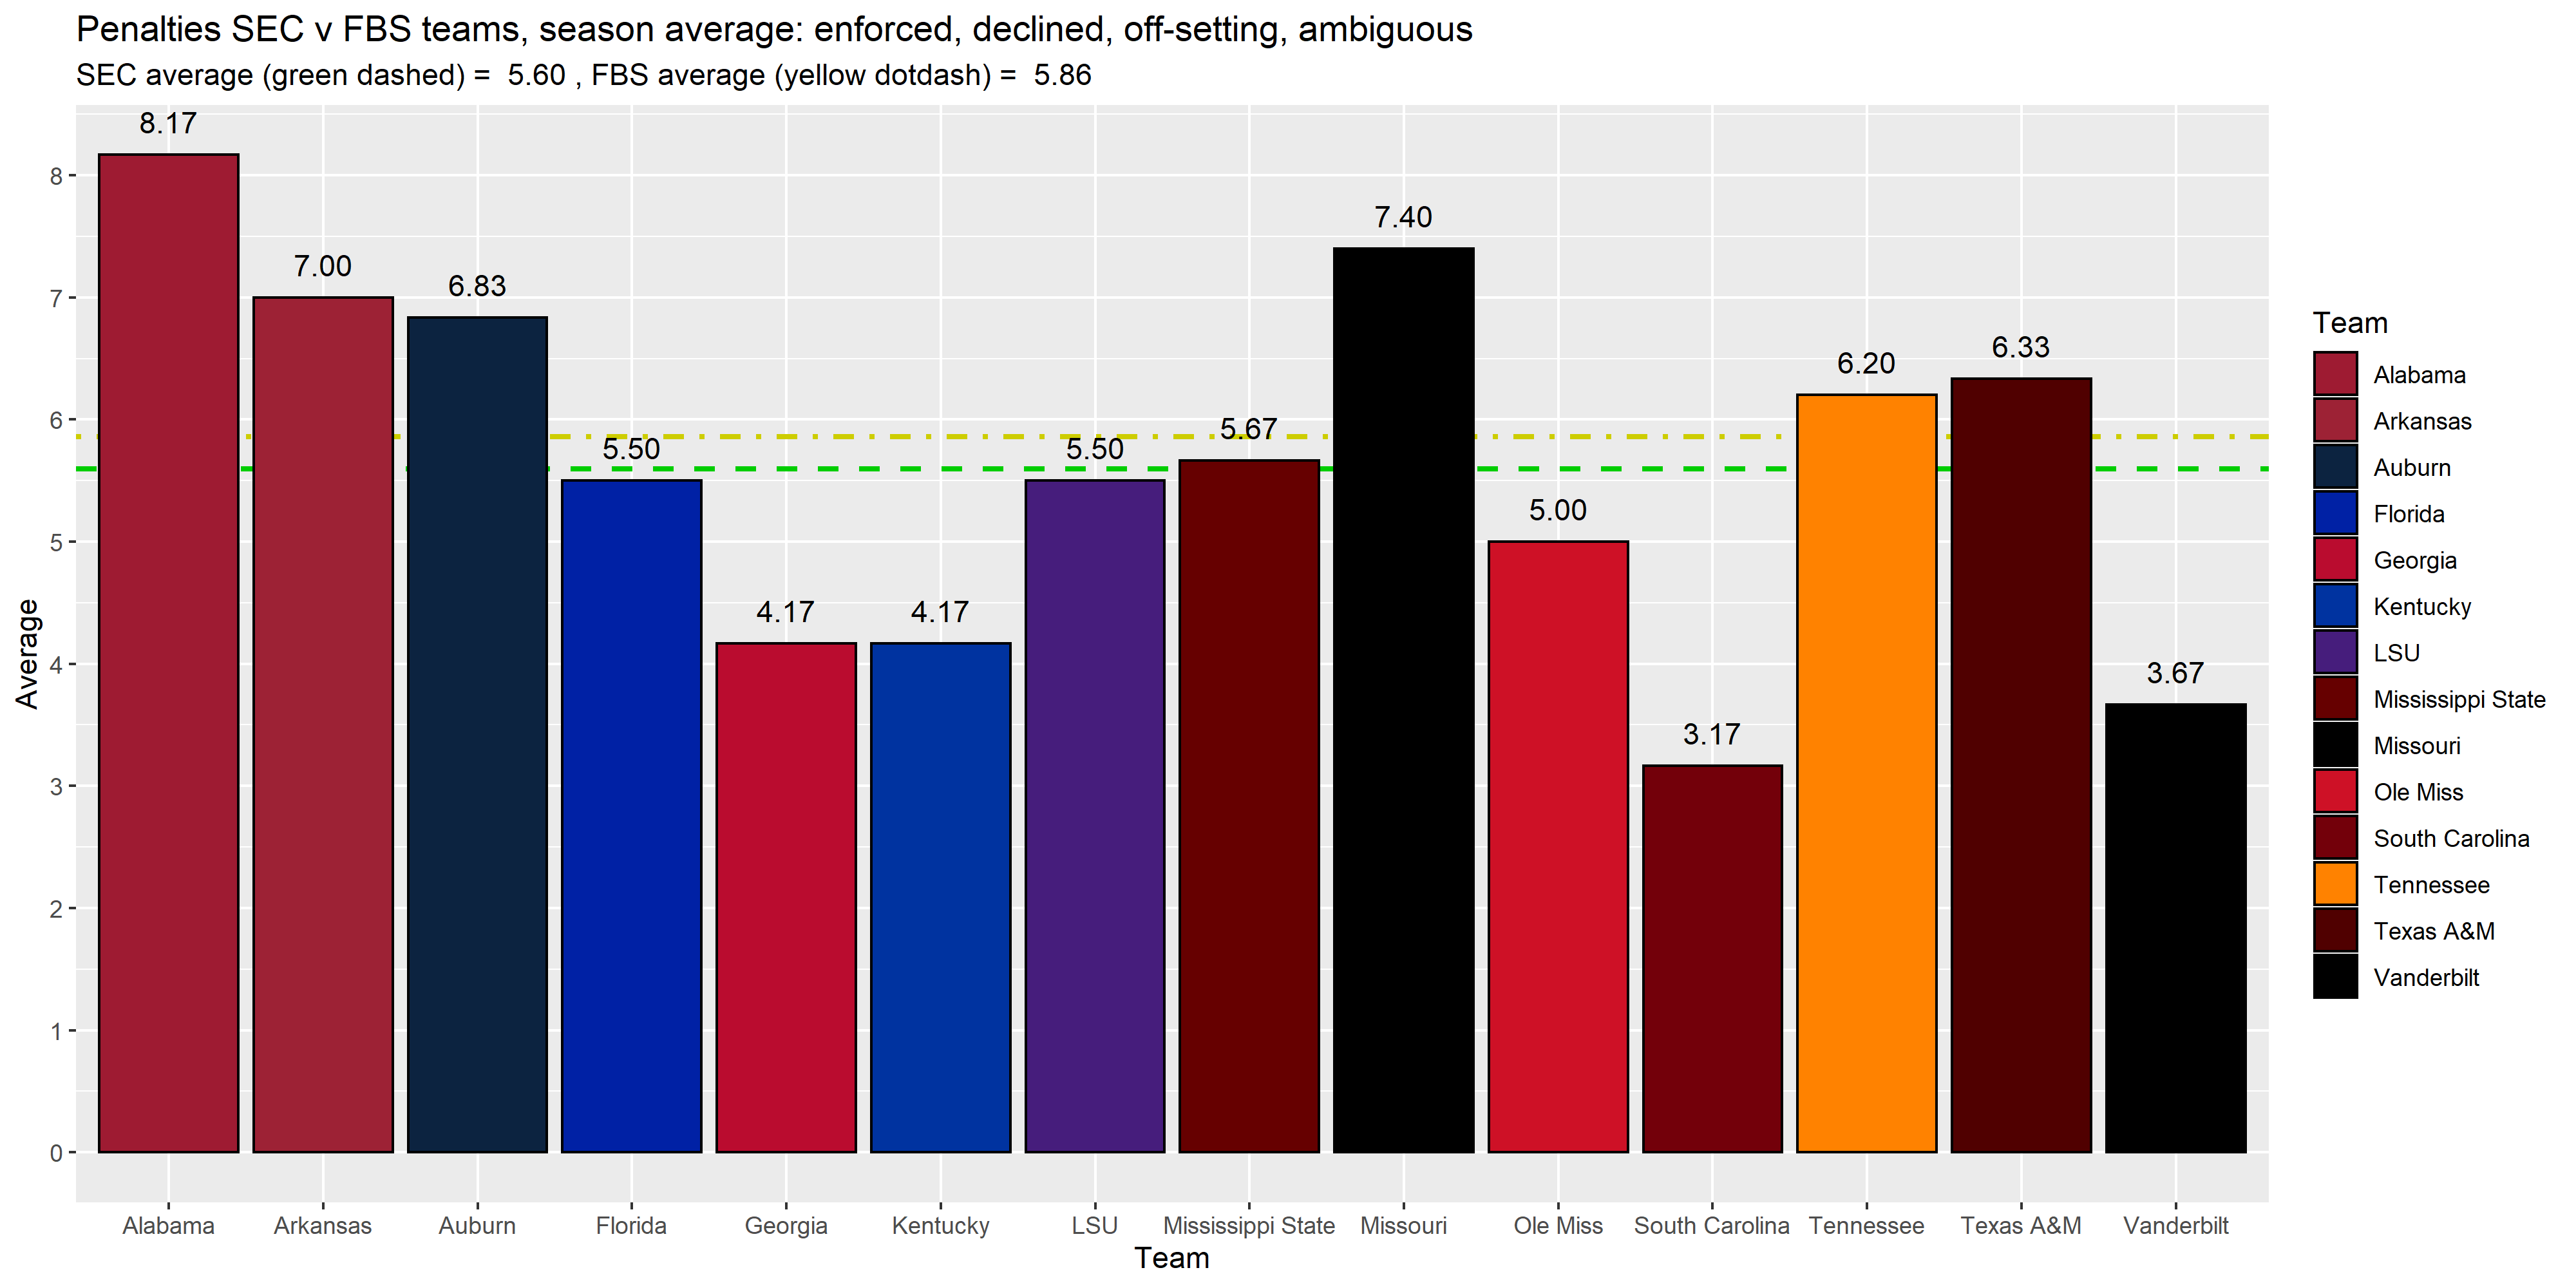 Penalties SEC v FBS teams, season average: enforced, declined, off-setting, ambiguous
SEC average (green dashed) =  5.60 , FBS average (yellow dotdash) =  5.86
8.17
7.00
6.83
5.50
4.17
4.17
5.50
5.67
7.40
5.00
3.17
6.20
6.33
3.67
Average
8
7
6
5
4
3
2
1
0
Alabama Arkansas Auburn Florida Georgia Kentucky LSU Mississippi State Missouri Ole Miss South Carolina Tennessee Texas A&M Vanderbilt
Team
Team
Alabama
Arkansas
Auburn
Florida
Georgia
Kentucky
LSU
Mississippi State
Missouri
Ole Miss
South Carolina
Tennessee
Texas A&M
Vanderbilt